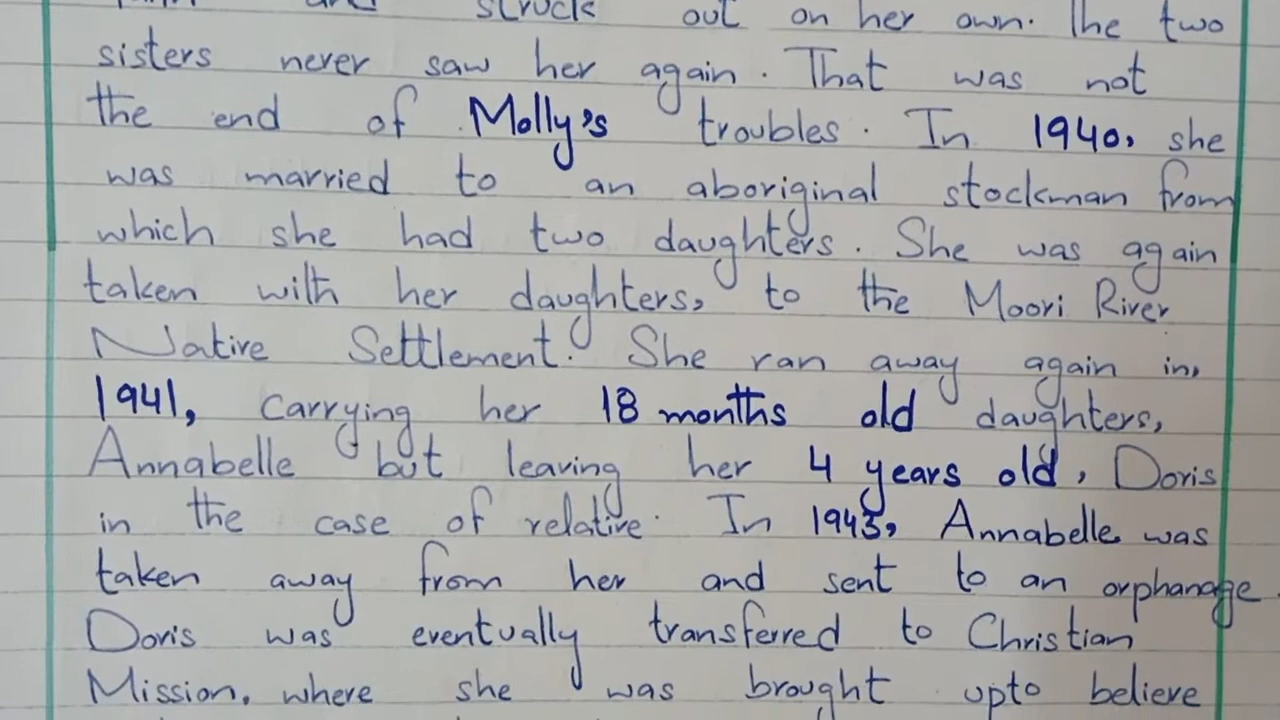 struck out on her own. The two
sisters never saw her again. That was not
the end of Molly's troubles. In 1940, she
was married to an aboriginal stockman from
which she had two daughters. She was again
taken with her daughters, to the Moori River
Native Settlement. She ran away again in,
1941, carrying her 18 months old daughters,
Annabelle but leaving her 4 years old, Doris
in the case of relative. In 1943, Annabelle was
taken away from her and sent to an orphanage.
Doris was eventually transferred to Christian
Mission, where she was brought upto believe